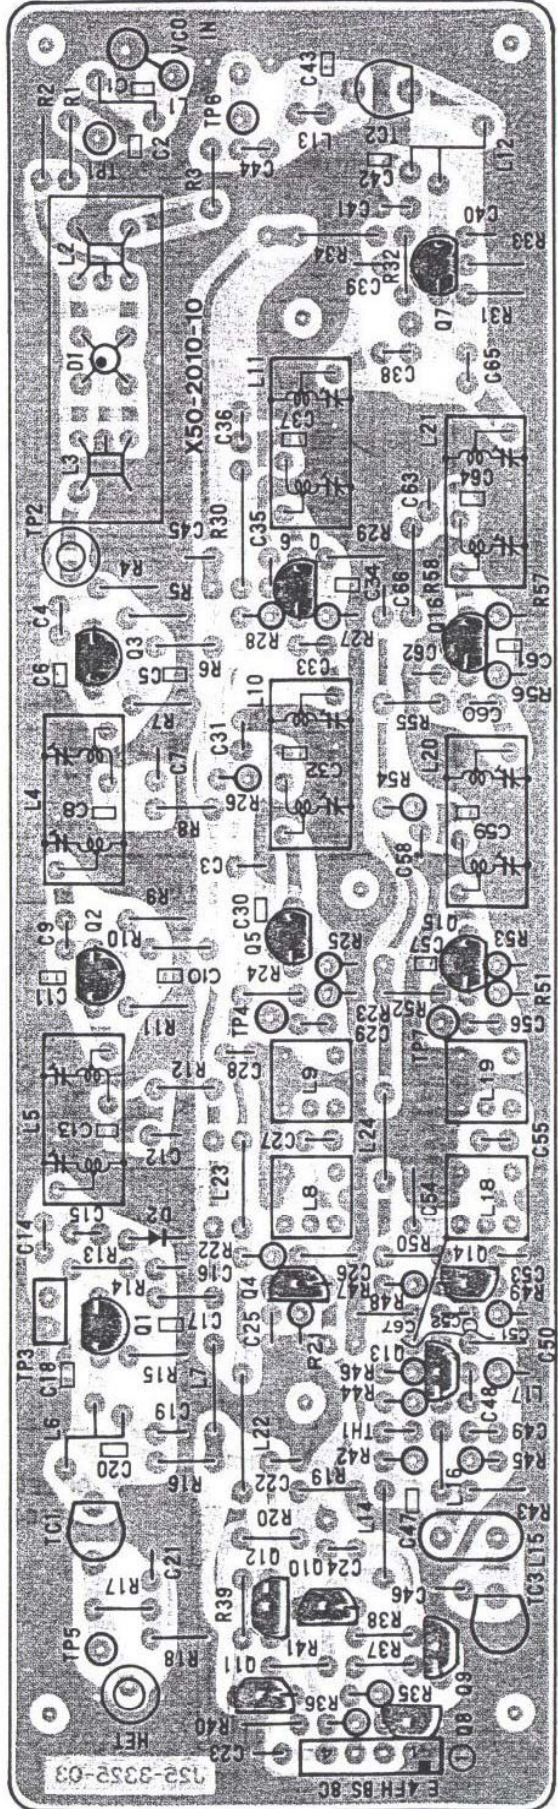 VCO
IN
R2
R1
C1
L1
TP1
C2
TP6
C43
L13
TC2
C44
R3
C42
L12
C41
L2
R34
R32
C40
R33
C39
D1
Q7
R31
C38
C65
X50-2010-10
L3
C36
L11
C37
L21
C64
TP2
C45
R30
C35
C63
R4
Q6
R29
R5
C34
C66
R58
R57
C4
R28
R27
Q16
C6
Q3
C5
R6
C33
C62
C61
R56
R7
L10
R55
C60
L4
C7
C31
C32
L20
C8
R8
R26
R54
C59
C3
C58
R9
C9
Q2
R10
C30
Q5
Q15
C57
C10
R24
R25
R53
R11
TP4
R23
R52
R51
C29
TP7
C56
R12
C28
L5
L9
L19
C13
C12
L23
C27
L24
C55
L8
L18
C54
C14
C15
D2
R13
R22
R50
Q14
C16
Q4
C26
R47
R48
C53
R49
TP3
R14
Q1
C17
C25
R21
C67
C52
C51
C50
C18
R15
L7
R46
Q13
R44
C48
L17
L6
C19
L22
TH1
C20
R16
C22
R19
R42
C49
R45
L16
TC1
R20
L14
C47
R43
C21
Q12
Q10
C24
L15
R17
R39
C46
TC3
TP5
R41
R38
R18
Q11
R37
Q9
HET
R36
R35
R40
Q8
C23
4
1
1
E 4FH BS 8C
J25-3325-03